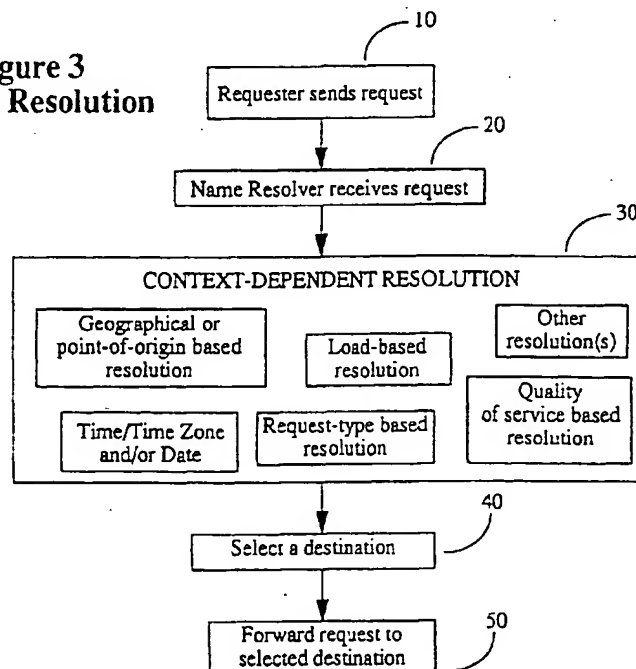 gure 3
Resolution
10
Requester sends request
20
Name Resolver receives request
30
CONTEXT-DEPENDENT RESOLUTION
Geographical or
point-of-origin based
resolution
Load-based
resolution
Other
resolution(s)
Time/Time Zone
and/or Date
Request-type based
resolution
Quality
of service based
resolution
40
Select a destination
50
Forward request to
selected destination